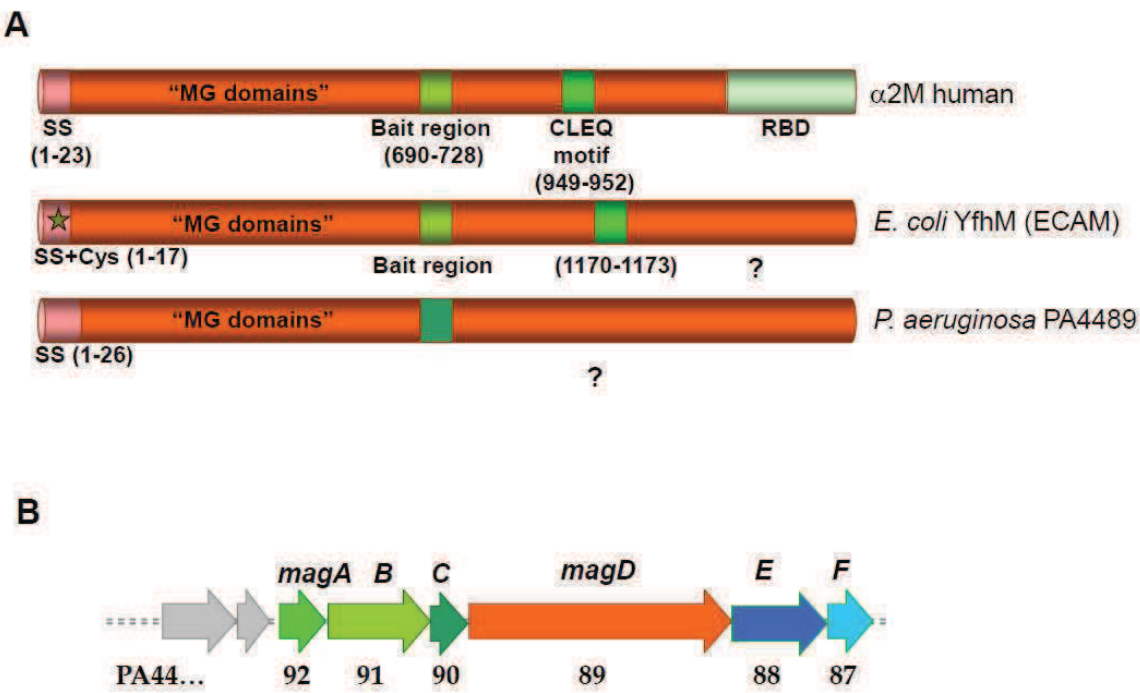 A
“MG domains”
α2M human
SS
(1-23)
Bait region
(690-728)
CLEQ
motif
(949-952)
RBD
“MG domains”
E. coli YfhM (ECAM)
SS+Cys (1-17)
Bait region
(1170-1173)
?
“MG domains”
P. aeruginosa PA4489
SS (1-26)
?
B
magA B C magD E F
PA44... 92 91 90 89 88 87